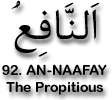 اَلنَّافِعُ
92. AN-NAAFAY
The Propitious